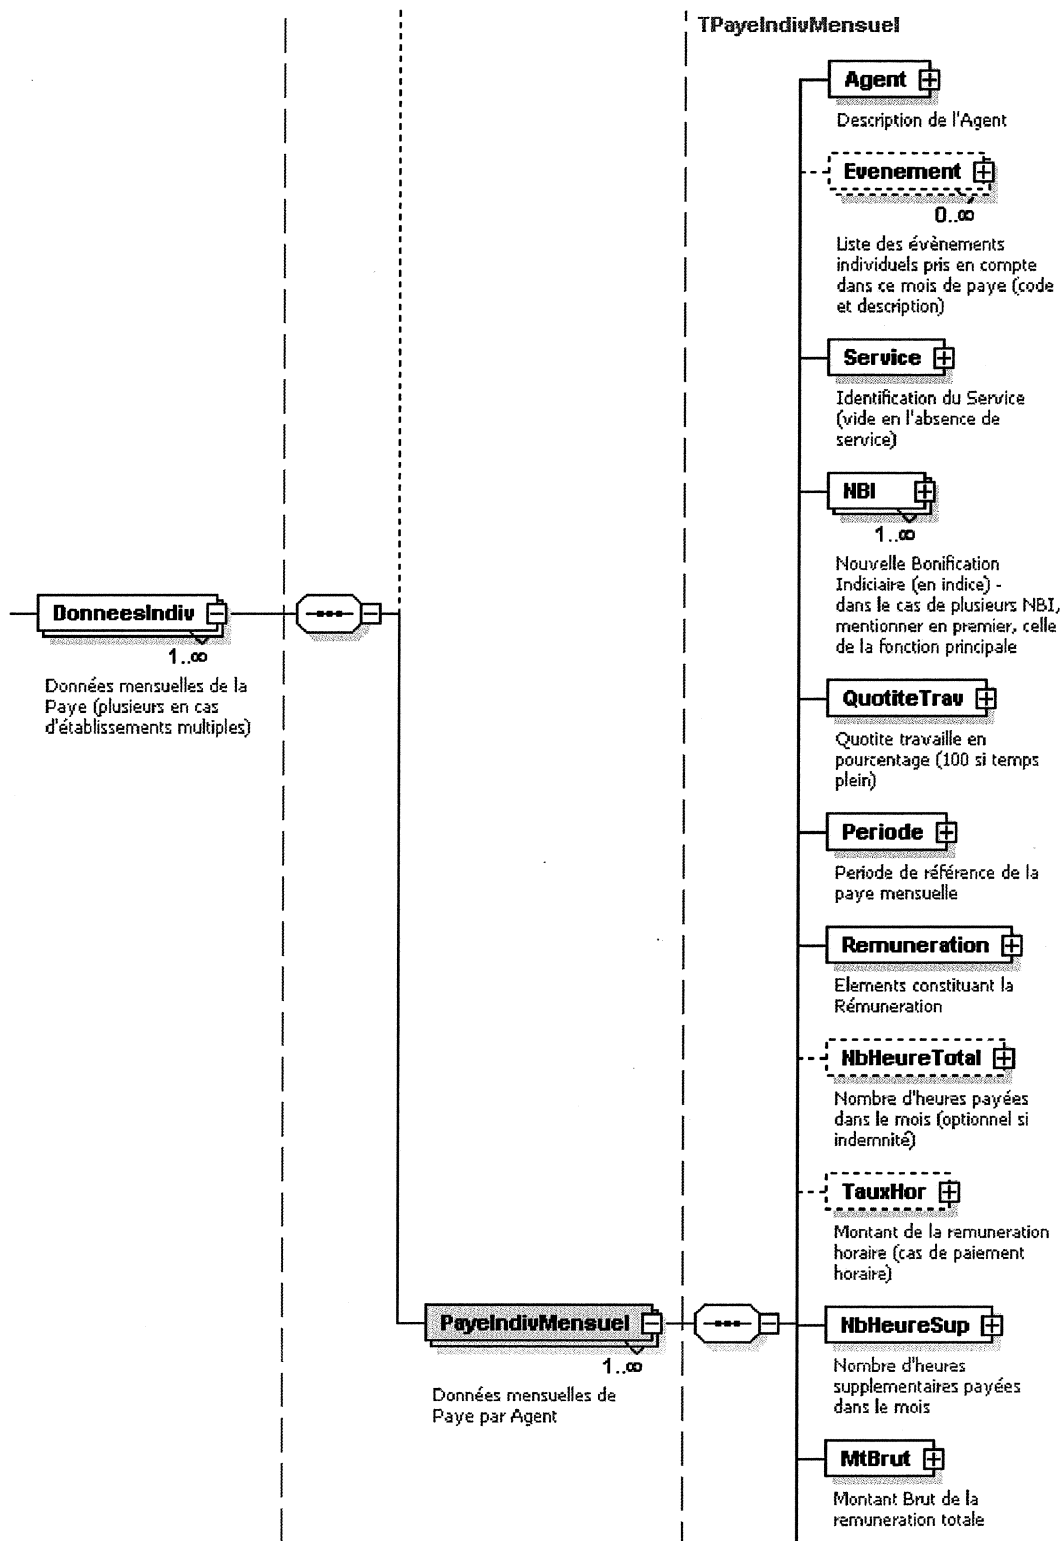 TPayeIndivMensuel
Agent
Description de l'Agent
Evenement
0..∞
Liste des évènements
individuels pris en compte
dans ce mois de paye (code
et description)
Service
Identification du Service
(vide en l'absence de
service)
NBI
1..∞
Nouvelle Bonification
Indiciaire (en indice) -
dans le cas de plusieurs NBI,
mentionner en premier, celle
de la fonction principale
DonneesIndiv
1..∞
Données mensuelles de la
Paye (plusieurs en cas
d'établissements multiples)
QuotiteTrav
Quotite travaille en
pourcentage (100 si temps
plein)
Periode
Periode de référence de la
paye mensuelle
Remuneration
Elements constituant la
Rémuneration
NbHeureTotal
Nombre d'heures payées
dans le mois (optionnel si
indemnité)
TauxHor
Montant de la remuneration
horaire (cas de paiement
horaire)
PayeIndivMensuel
1..∞
Données mensuelles de
Paye par Agent
NbHeureSup
Nombre d'heures
supplementaires payées
dans le mois
MtBrut
Montant Brut de la
remuneration totale